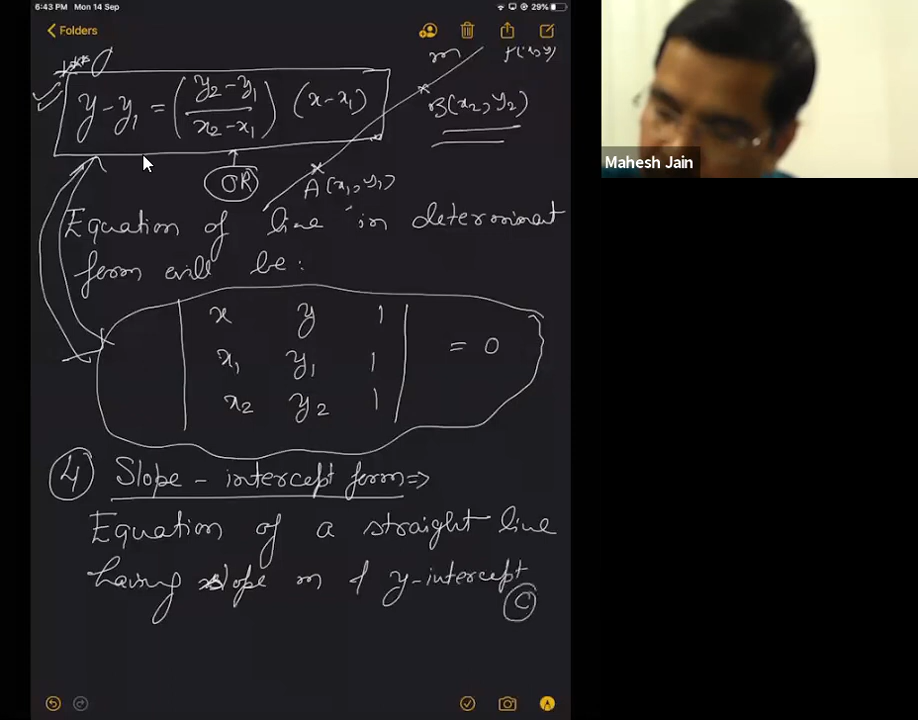 6:43 PM Mon 14 Sep
29%
Folders
m
P(x,y)
y - y₁ = (y₂-y₁ / x₂-x₁) (x-x₁)
B(x₂, y₂)
OR
A(x₁, y₁)
Equation of line in determinant
form will be:
x y 1
x₁ y₁ 1 = 0
x₂ y₂ 1
④ Slope - intercept form ⇒
Equation of a straight line
having slope m & y-intercept
C
Mahesh Jain